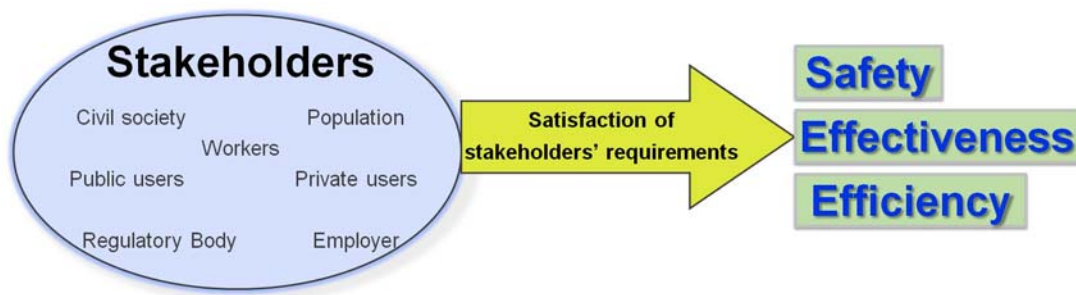 Stakeholders
Civil society
Population
Workers
Public users
Private users
Regulatory Body
Employer
Satisfaction of
stakeholders' requirements
Safety
Effectiveness
Efficiency